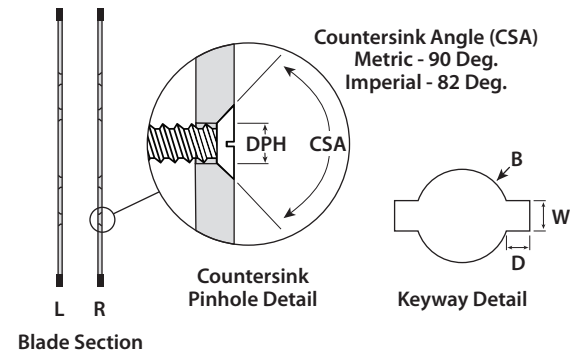 Countersink Angle (CSA)
Metric - 90 Deg.
Imperial - 82 Deg.
DPH
CSA
B
W
D
L
R
Countersink
Pinhole Detail
Keyway Detail
Blade Section